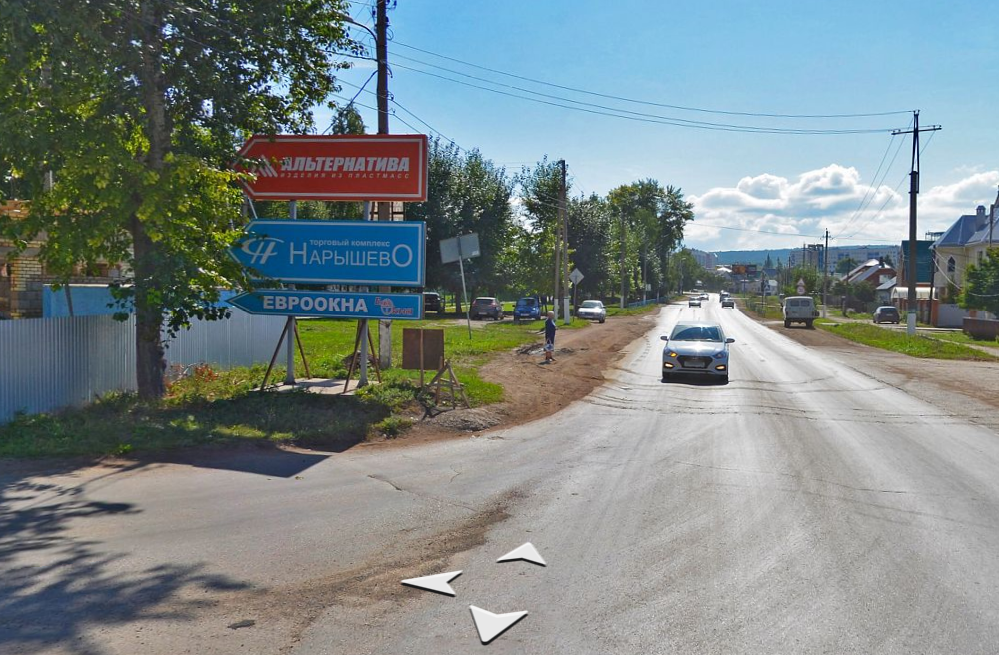 АЛЬТЕРНАТИВА
ИЗДЕЛИЯ ИЗ ПЛАСТМАСС
торговый комплекс
НАРЫШЕВО
ЕВРООКНА